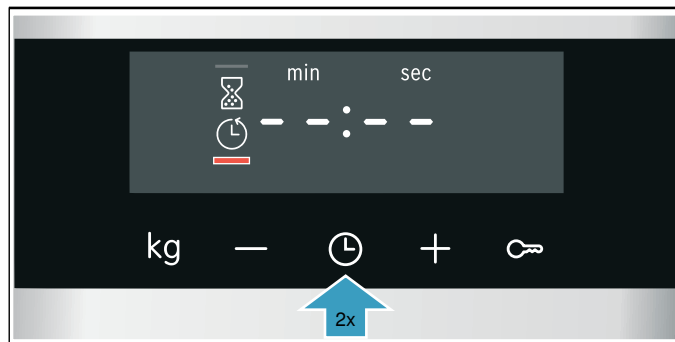 min sec
--:--
kg — +
2x